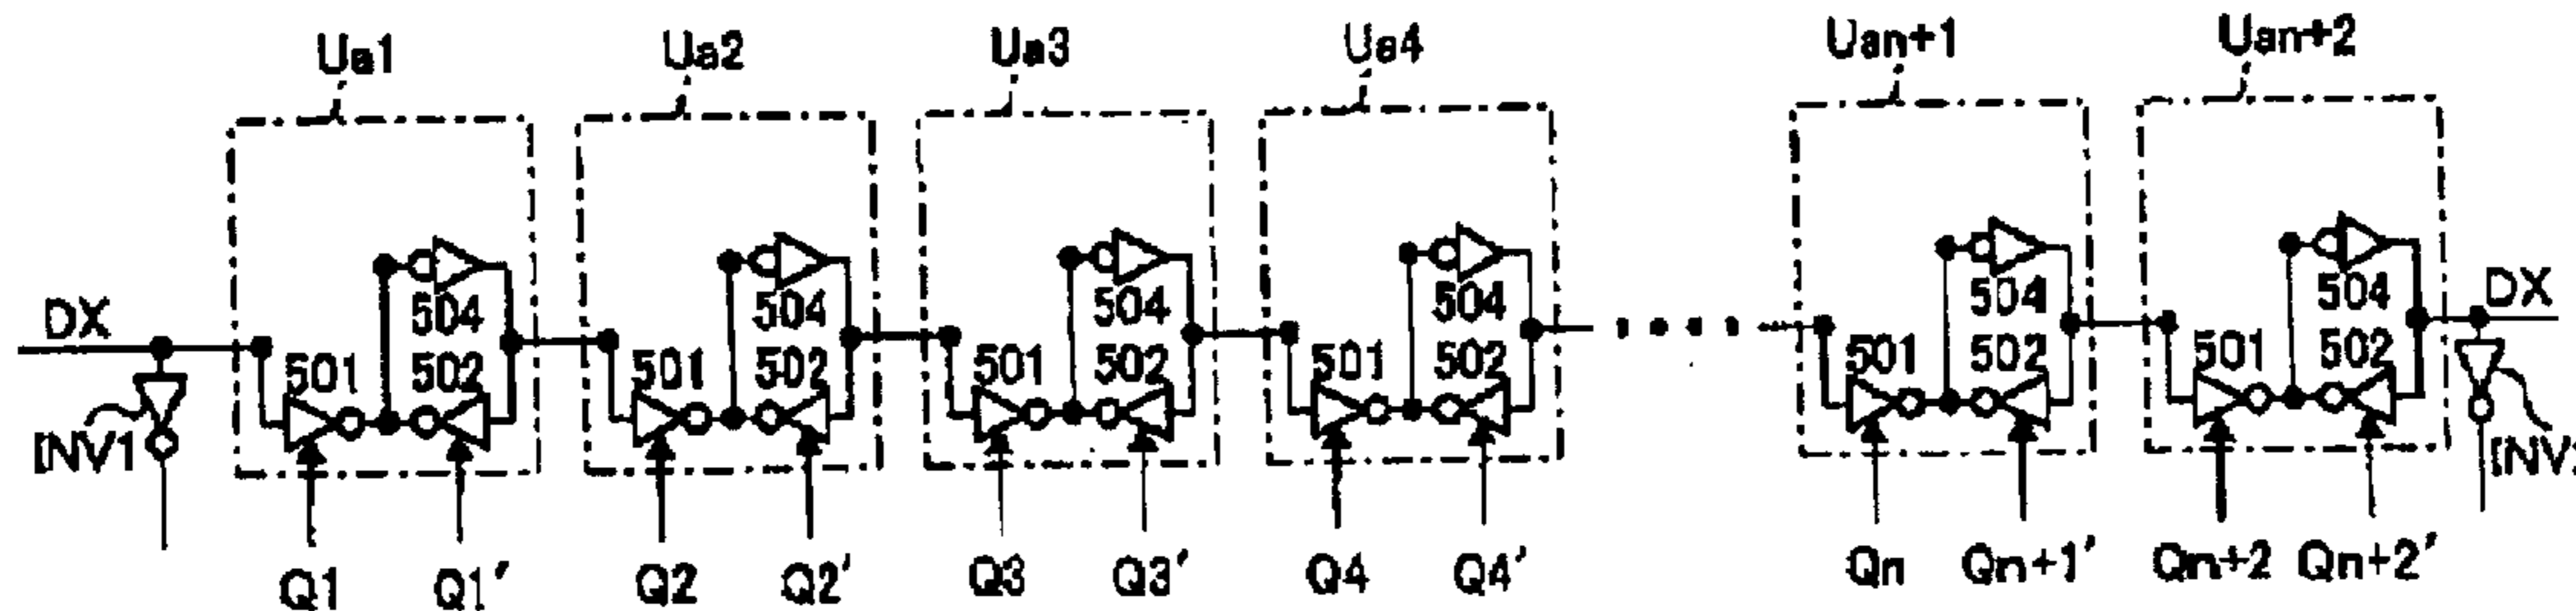 Ua1 Ua2 Ua3 Ua4 Uan+1 Uan+2
DX 504 504 504 504 504 504 DX
501 502 501 502 501 502 501 502 501 502 501 502
INV1
Q1 Q1' Q2 Q2' Q3 Q3' Q4 Q4' Qn Qn+1' Qn+2 Qn+2'